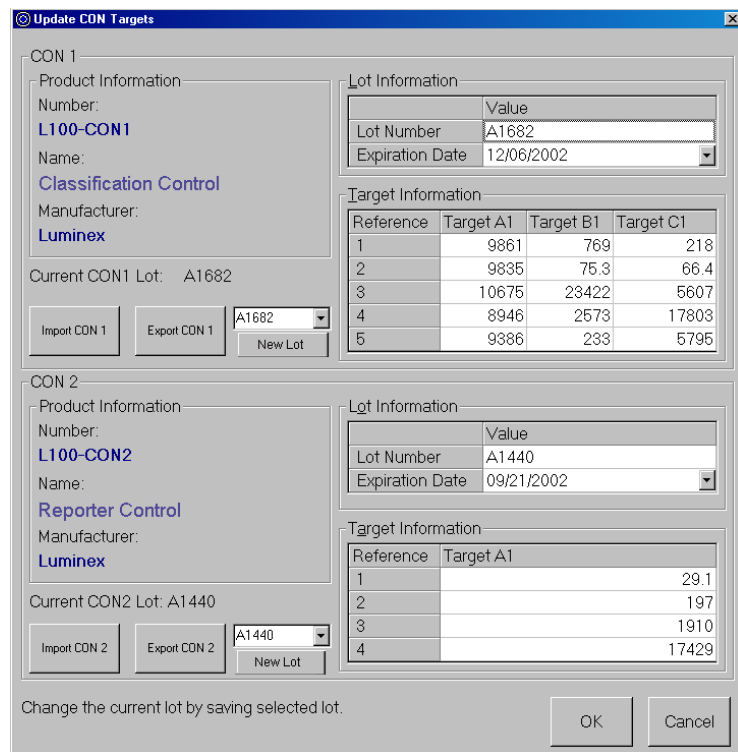 Update CON Targets
CON 1
Product Information
Number:
L100-CON1
Name:
Classification Control
Manufacturer:
Luminex
Current CON1 Lot: A1682
Import CON 1
Export CON 1
A1682
New Lot
Lot Information
Value
Lot Number A1682
Expiration Date 12/06/2002
Target Information
Reference Target A1 Target B1 Target C1
1 9861 769 218
2 9835 75.3 66.4
3 10675 23422 5607
4 8946 2573 17803
5 9386 233 5795
CON 2
Product Information
Number:
L100-CON2
Name:
Reporter Control
Manufacturer:
Luminex
Current CON2 Lot: A1440
Import CON 2
Export CON 2
A1440
New Lot
Lot Information
Value
Lot Number A1440
Expiration Date 09/21/2002
Target Information
Reference Target A1
1 29.1
2 197
3 1910
4 17429
Change the current lot by saving selected lot.
OK
Cancel